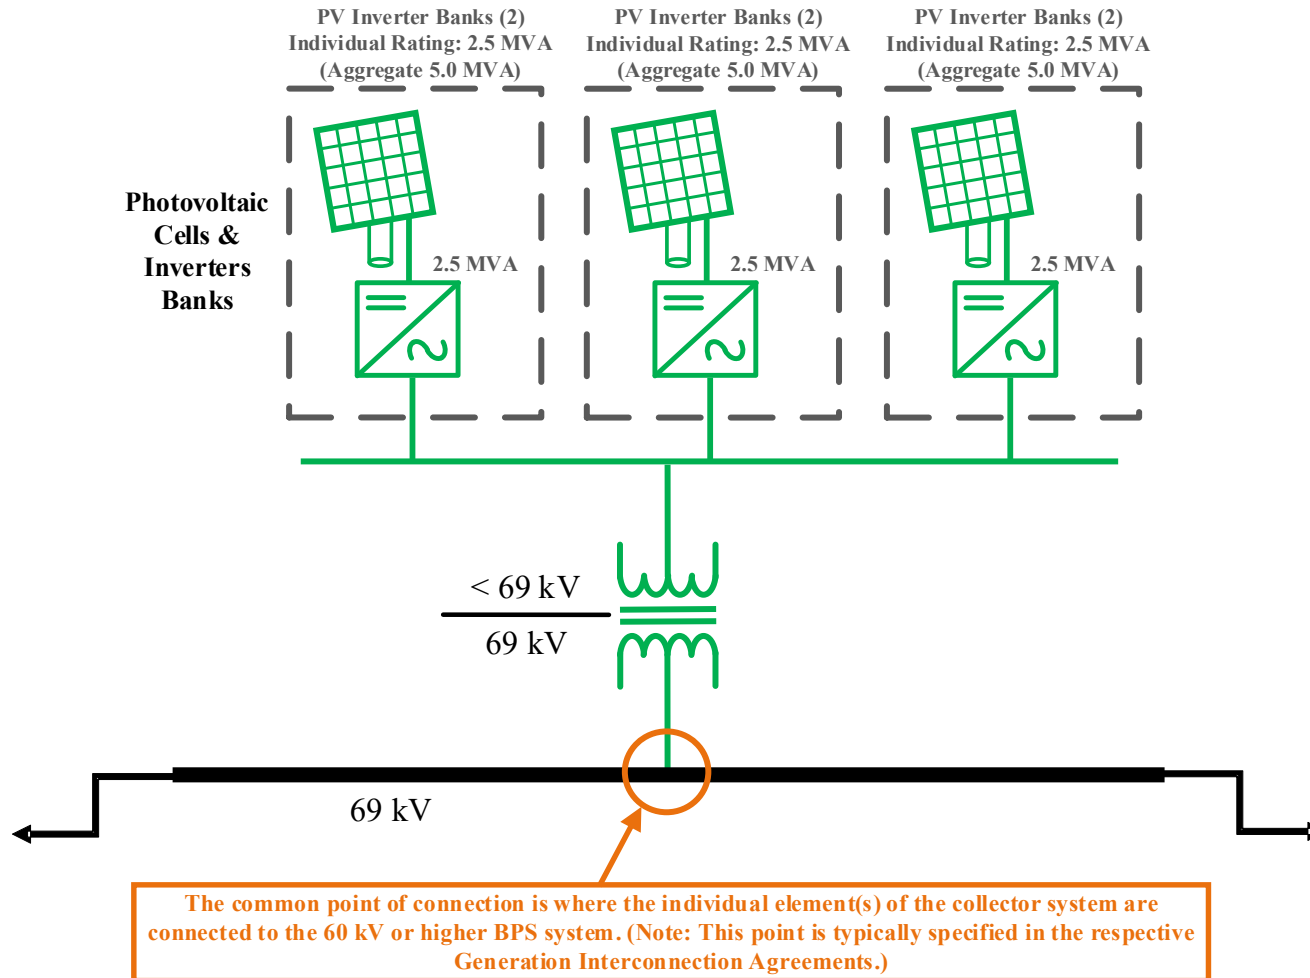 PV Inverter Banks (2)
Individual Rating: 2.5 MVA
(Aggregate 5.0 MVA)
PV Inverter Banks (2)
Individual Rating: 2.5 MVA
(Aggregate 5.0 MVA)
PV Inverter Banks (2)
Individual Rating: 2.5 MVA
(Aggregate 5.0 MVA)
Photovoltaic
Cells &
Inverters
Banks
2.5 MVA
2.5 MVA
2.5 MVA
< 69 kV
69 kV
69 kV
The common point of connection is where the individual element(s) of the collector system are
connected to the 60 kV or higher BPS system. (Note: This point is typically specified in the respective
Generation Interconnection Agreements.)